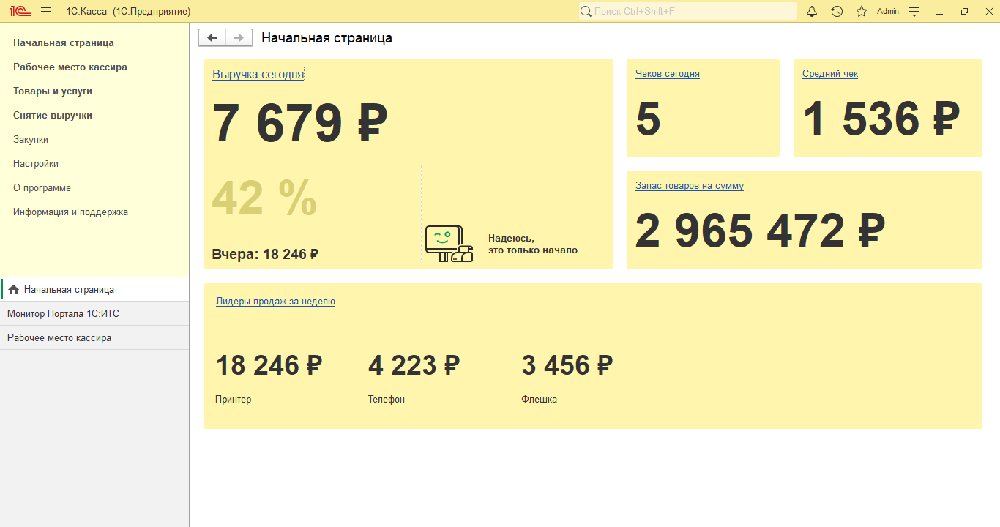 1С 1С:Касса (1С:Предприятие) Поиск Ctrl+Shift+F Admin
Начальная страница
Рабочее место кассира
Товары и услуги
Снятие выручки
Закупки
Настройки
О программе
Информация и поддержка
Начальная страница
Монитор Портала 1С:ИТС
Рабочее место кассира
Начальная страница
Выручка сегодня
7 679 ₽
42 %
Вчера: 18 246 ₽
Надеюсь,
это только начало
Чеков сегодня
5
Средний чек
1 536 ₽
Запас товаров на сумму
2 965 472 ₽
Лидеры продаж за неделю
18 246 ₽ 4 223 ₽ 3 456 ₽
Принтер Телефон Флешка